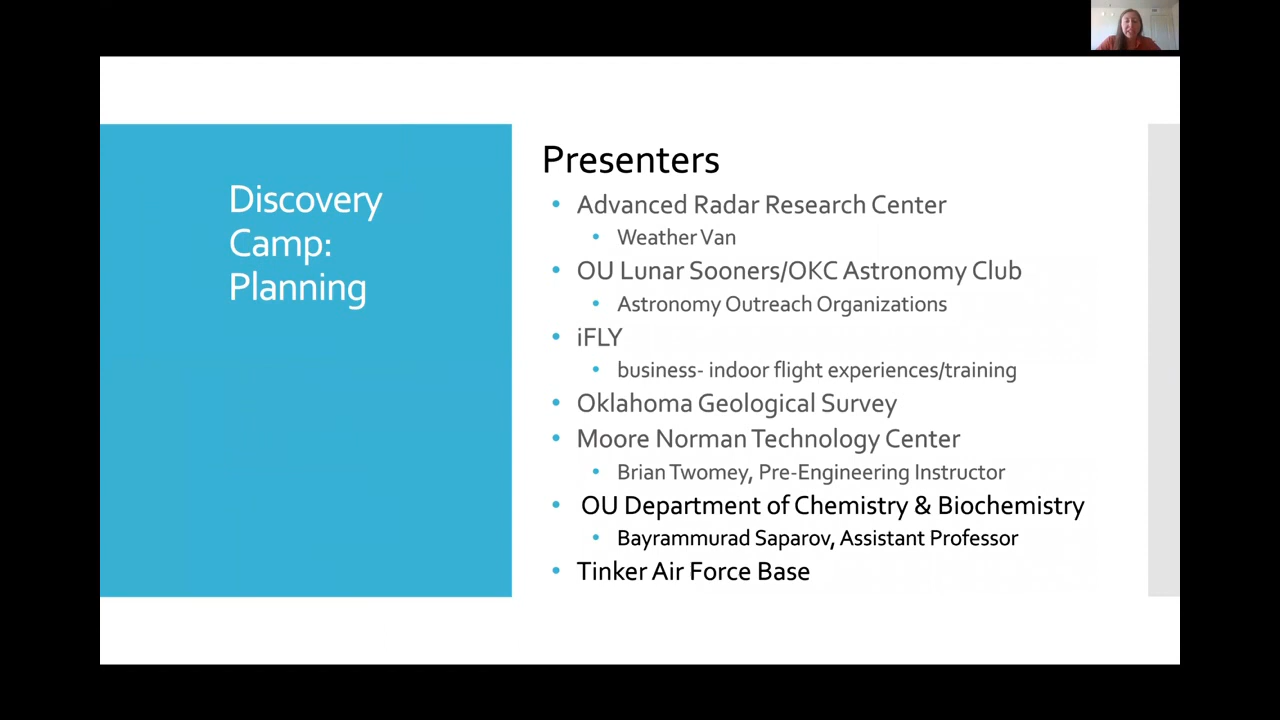 Discovery
Camp:
Planning
Presenters
• Advanced Radar Research Center
• Weather Van
• OU Lunar Sooners/OKC Astronomy Club
• Astronomy Outreach Organizations
• iFLY
• business- indoor flight experiences/training
• Oklahoma Geological Survey
• Moore Norman Technology Center
• Brian Twomey, Pre-Engineering Instructor
• OU Department of Chemistry & Biochemistry
• Bayrammurad Saparov, Assistant Professor
• Tinker Air Force Base